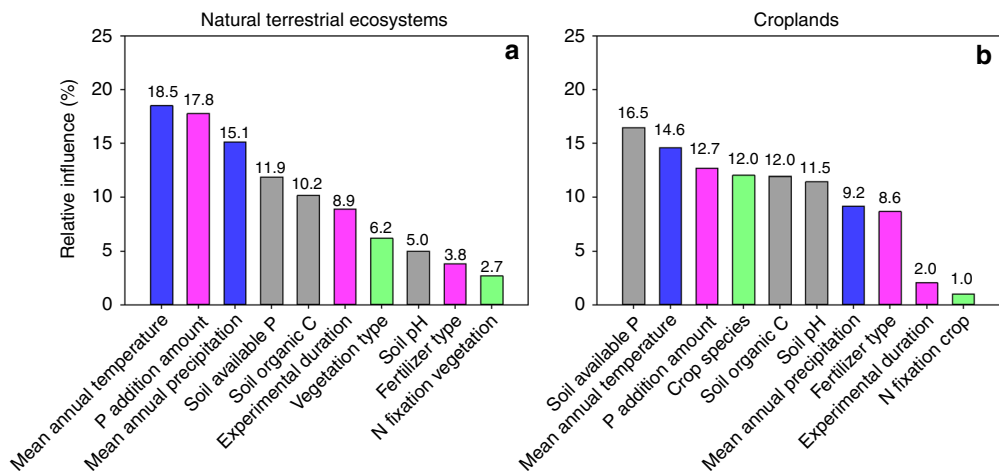 Natural terrestrial ecosystems
a
Relative influence (%)
25
20
15
10
5
0
18.5
17.8
15.1
11.9
10.2
8.9
6.2
5.0
3.8
2.7
Mean annual temperature
P addition amount
Mean annual precipitation
Soil available P
Soil organic C
Experimental duration
Vegetation type
Soil pH
Fertilizer type
N fixation vegetation
Croplands
b
25
20
15
10
5
0
16.5
14.6
12.7
12.0
12.0
11.5
9.2
8.6
2.0
1.0
Soil available P
Mean annual temperature
P addition amount
Crop species
Soil organic C
Soil pH
Mean annual precipitation
Fertilizer type
Experimental duration
N fixation crop